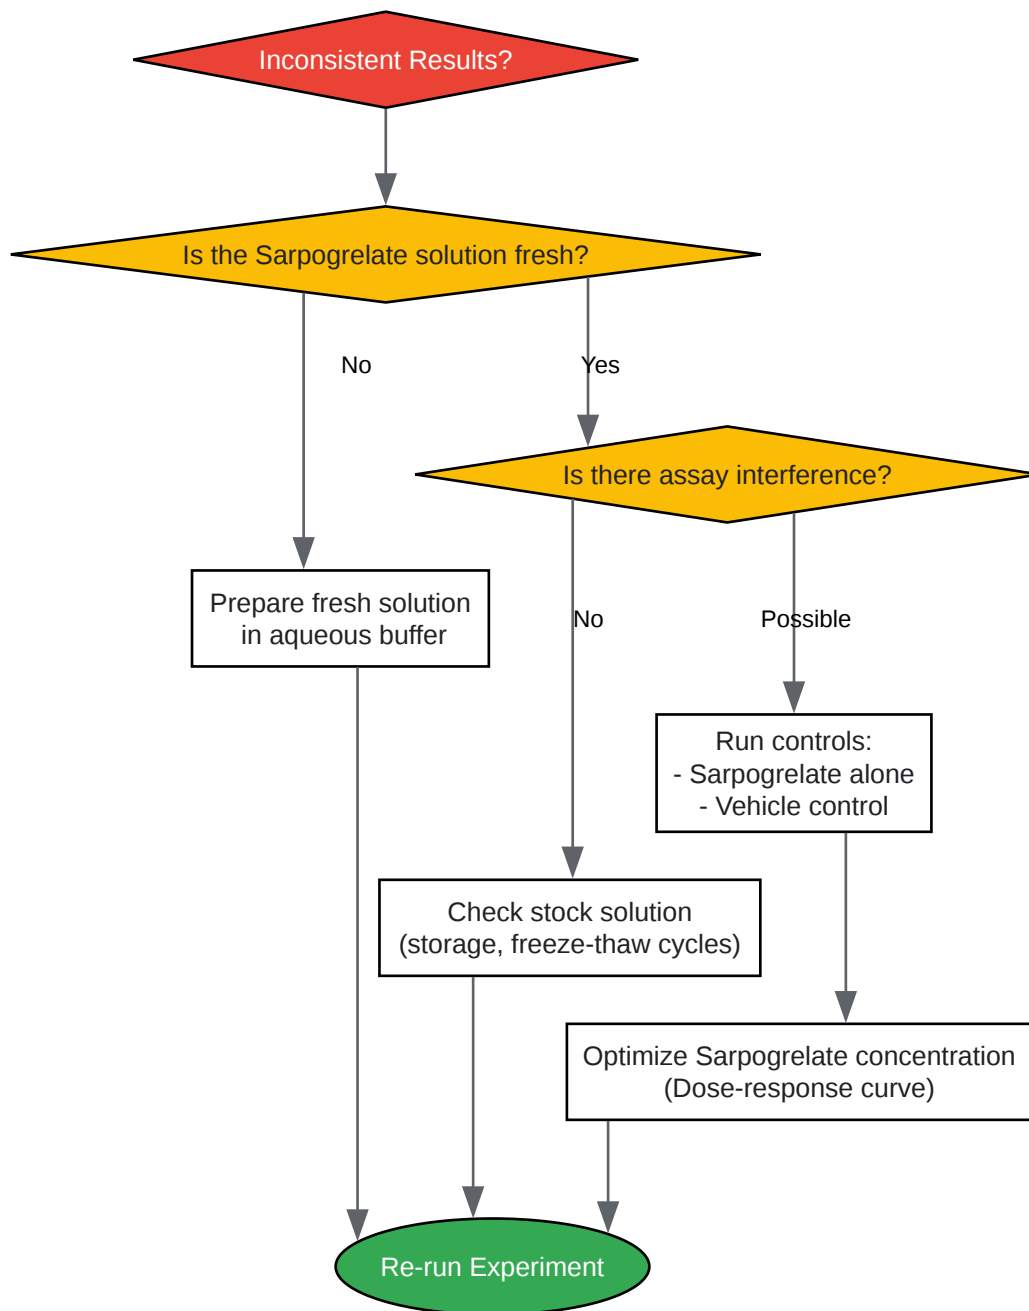 Inconsistent Results?
Is the Sarpogrelate solution fresh?
No
Yes
Is there assay interference?
Prepare fresh solution
in aqueous buffer
No
Possible
Run controls:
- Sarpogrelate alone
- Vehicle control
Check stock solution
(storage, freeze-thaw cycles)
Optimize Sarpogrelate concentration
(Dose-response curve)
Re-run Experiment